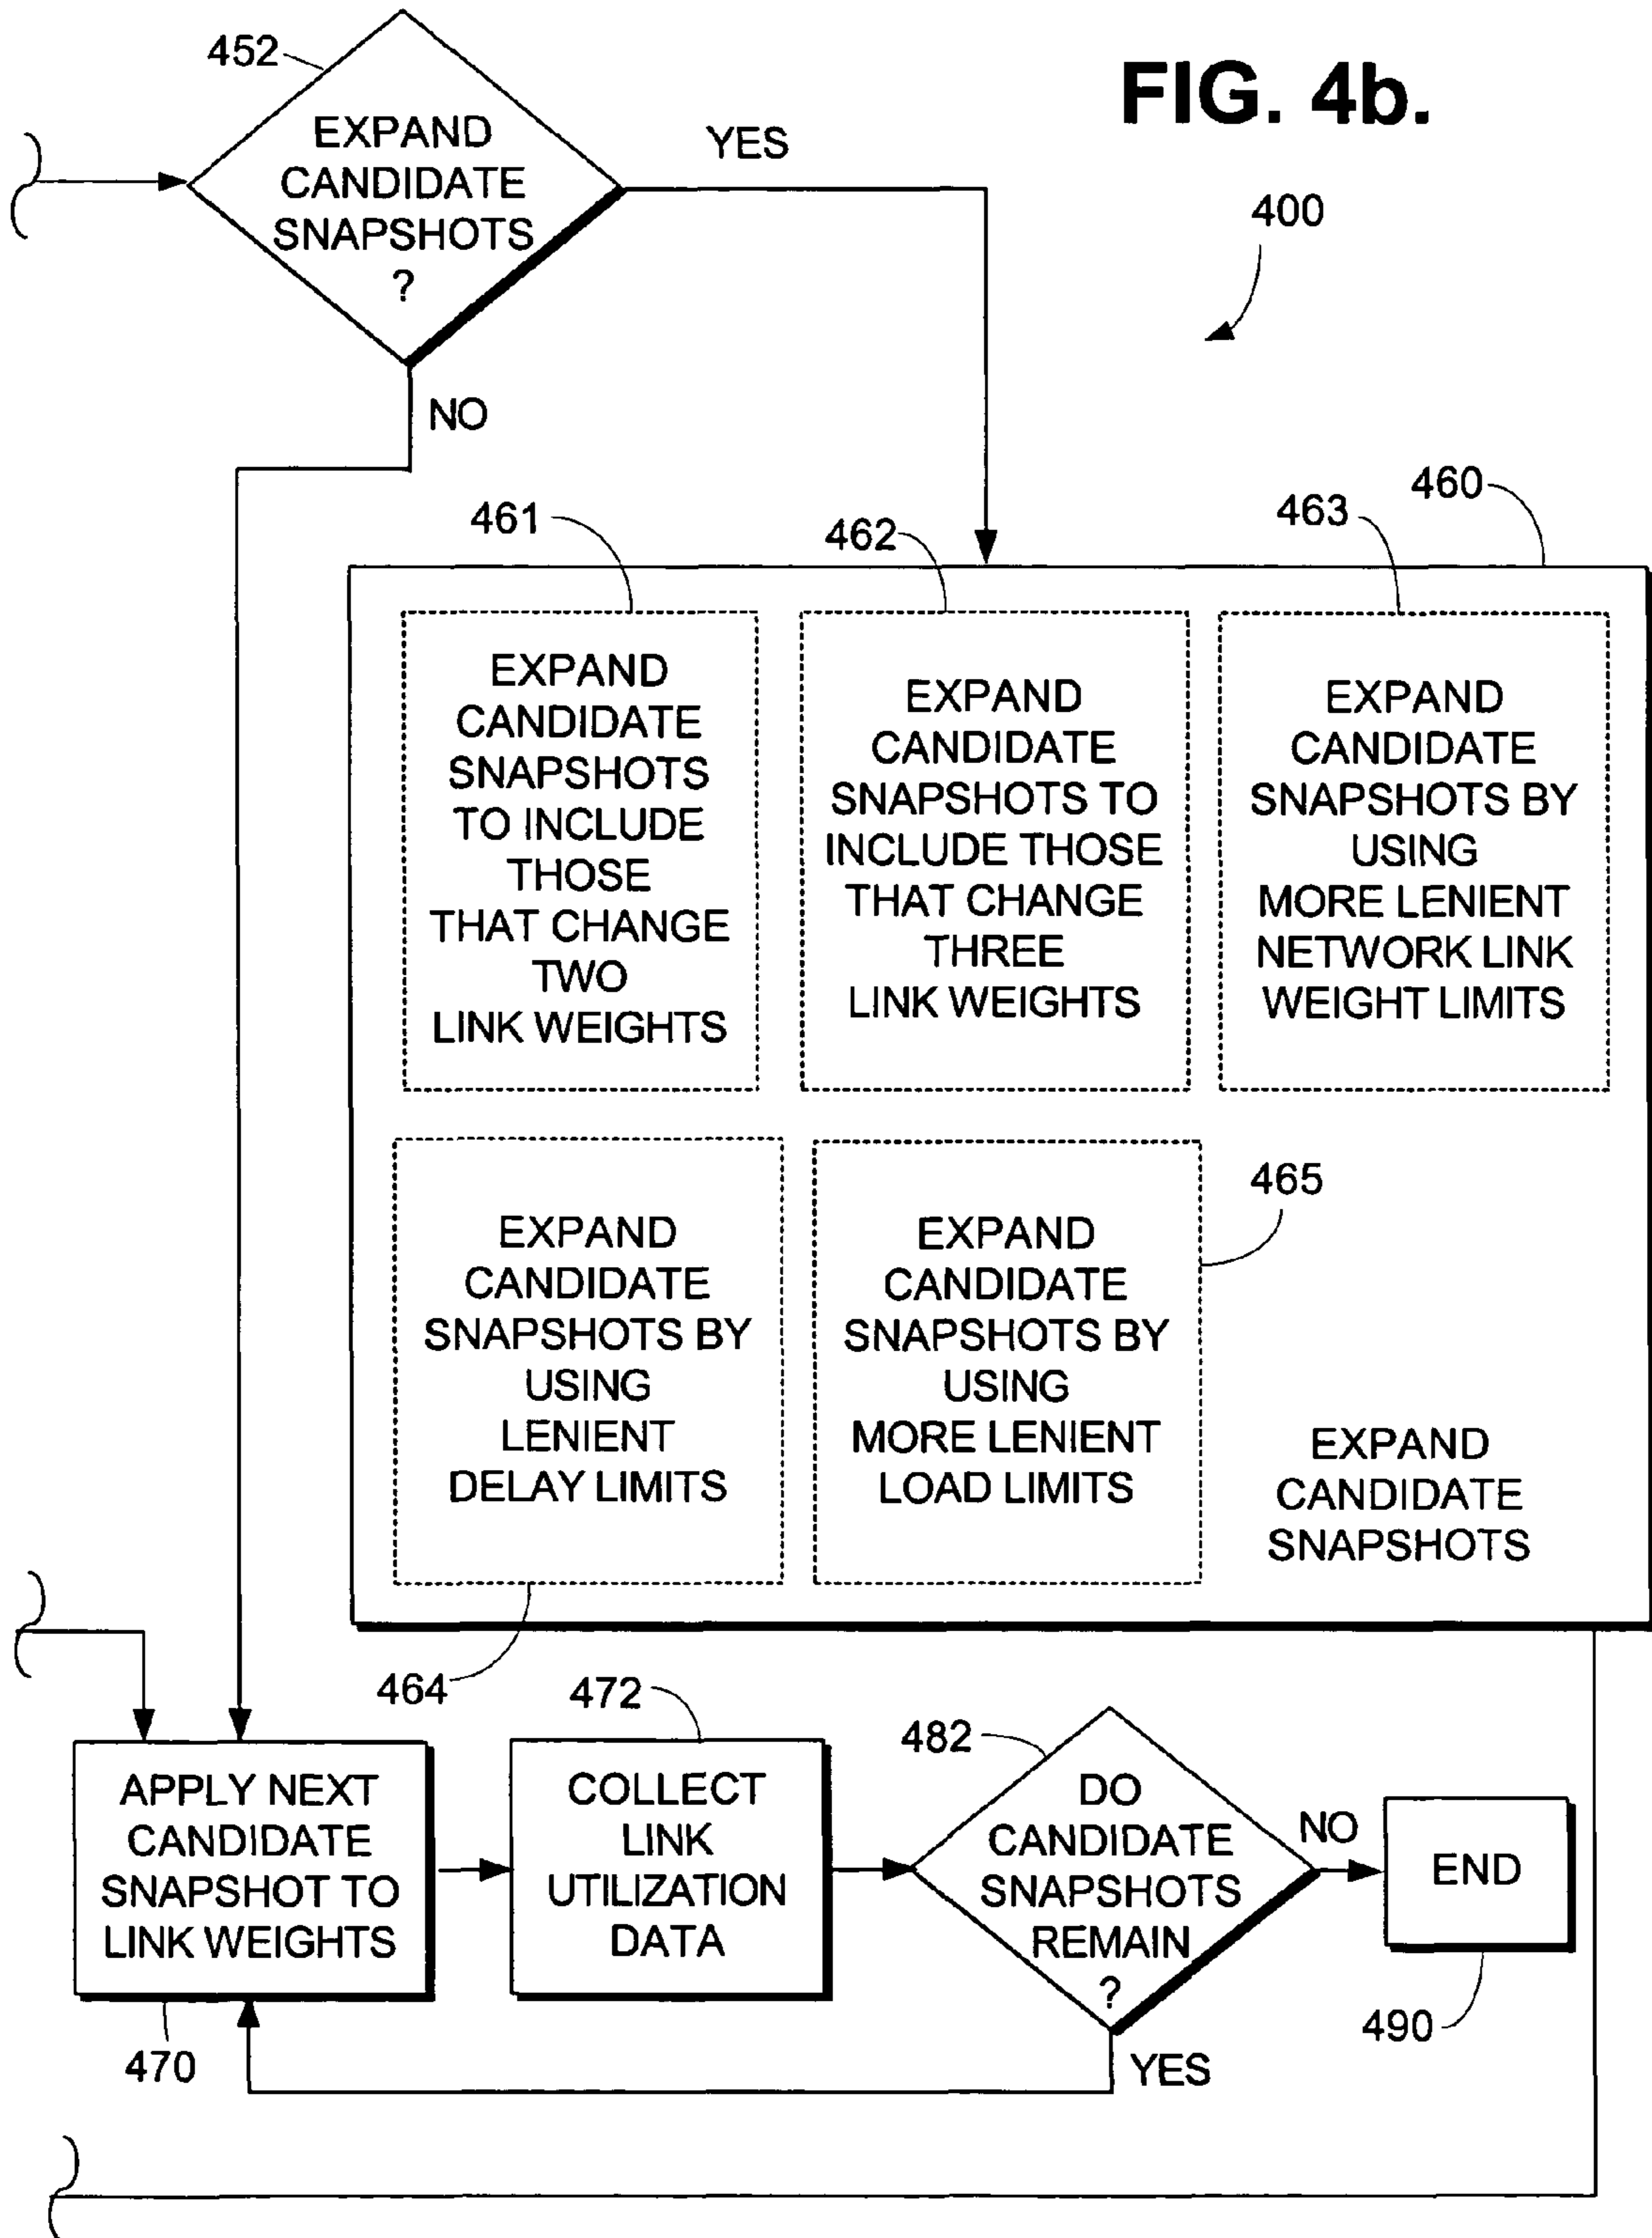 FIG. 4b.
452
EXPAND
CANDIDATE
SNAPSHOTS
?
YES
NO
400
460
461
462
463
EXPAND
CANDIDATE
SNAPSHOTS
TO INCLUDE
THOSE
THAT CHANGE
TWO
LINK WEIGHTS
EXPAND
CANDIDATE
SNAPSHOTS TO
INCLUDE THOSE
THAT CHANGE
THREE
LINK WEIGHTS
EXPAND
CANDIDATE
SNAPSHOTS BY
USING
MORE LENIENT
NETWORK LINK
WEIGHT LIMITS
EXPAND
CANDIDATE
SNAPSHOTS BY
USING
LENIENT
DELAY LIMITS
EXPAND
CANDIDATE
SNAPSHOTS BY
USING
MORE LENIENT
LOAD LIMITS
465
EXPAND
CANDIDATE
SNAPSHOTS
464
472
482
APPLY NEXT
CANDIDATE
SNAPSHOT TO
LINK WEIGHTS
COLLECT
LINK
UTILIZATION
DATA
DO
CANDIDATE
SNAPSHOTS
REMAIN
?
NO
END
470
YES
490